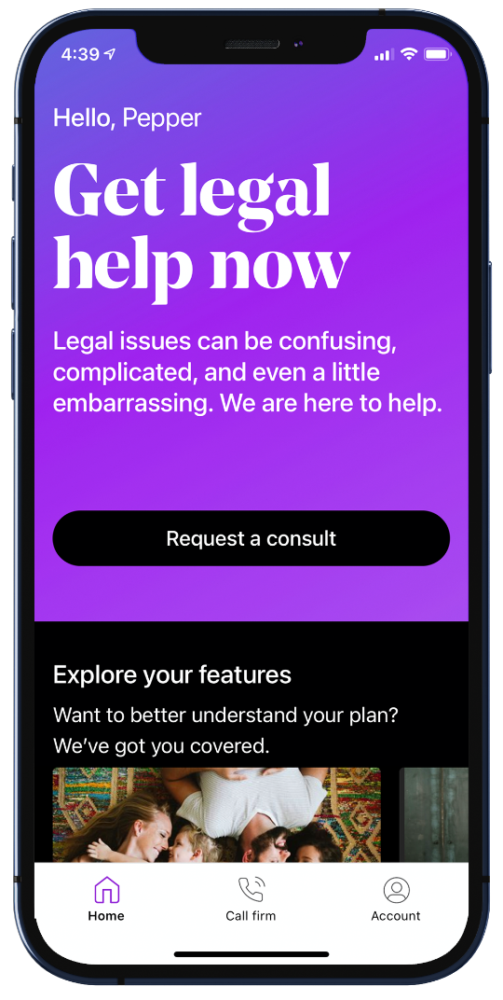 4:39
Hello, Pepper
Get legal
help now
Legal issues can be confusing,
complicated, and even a little
embarrassing. We are here to help.
Request a consult
Explore your features
Want to better understand your plan?
We’ve got you covered.
Home
Call firm
Account